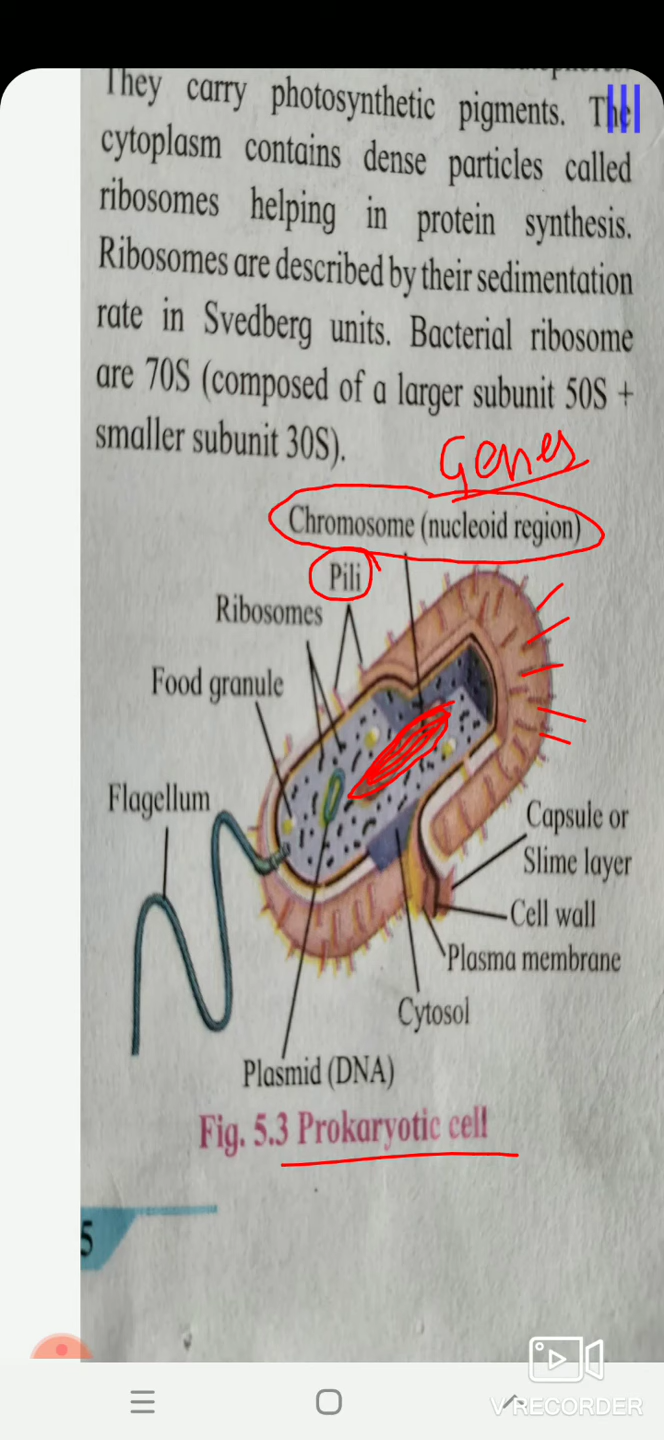 They carry photosynthetic pigments. The
cytoplasm contains dense particles called
ribosomes helping in protein synthesis.
Ribosomes are described by their sedimentation
rate in Svedberg units. Bacterial ribosome
are 70S (composed of a larger subunit 50S +
smaller subunit 30S).
Genes
Chromosome (nucleoid region)
Pili
Ribosomes
Food granule
Flagellum
Capsule or
Slime layer
Cell wall
Plasma membrane
Cytosol
Plasmid (DNA)
Fig. 5.3 Prokaryotic cell
5
V RECORDER